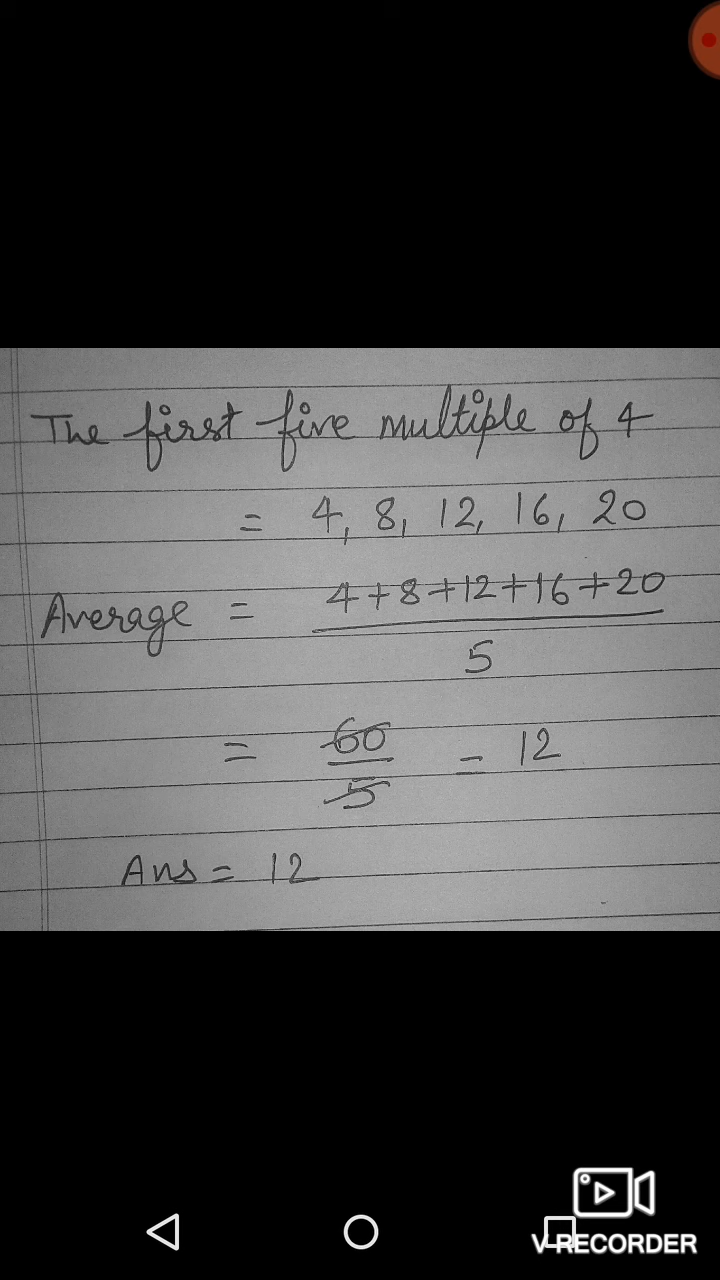 The first five multiple of 4
= 4, 8, 12, 16, 20
Average = 4+8+12+16+20
5
= 60
5
= 12
Ans = 12
V RECORDER